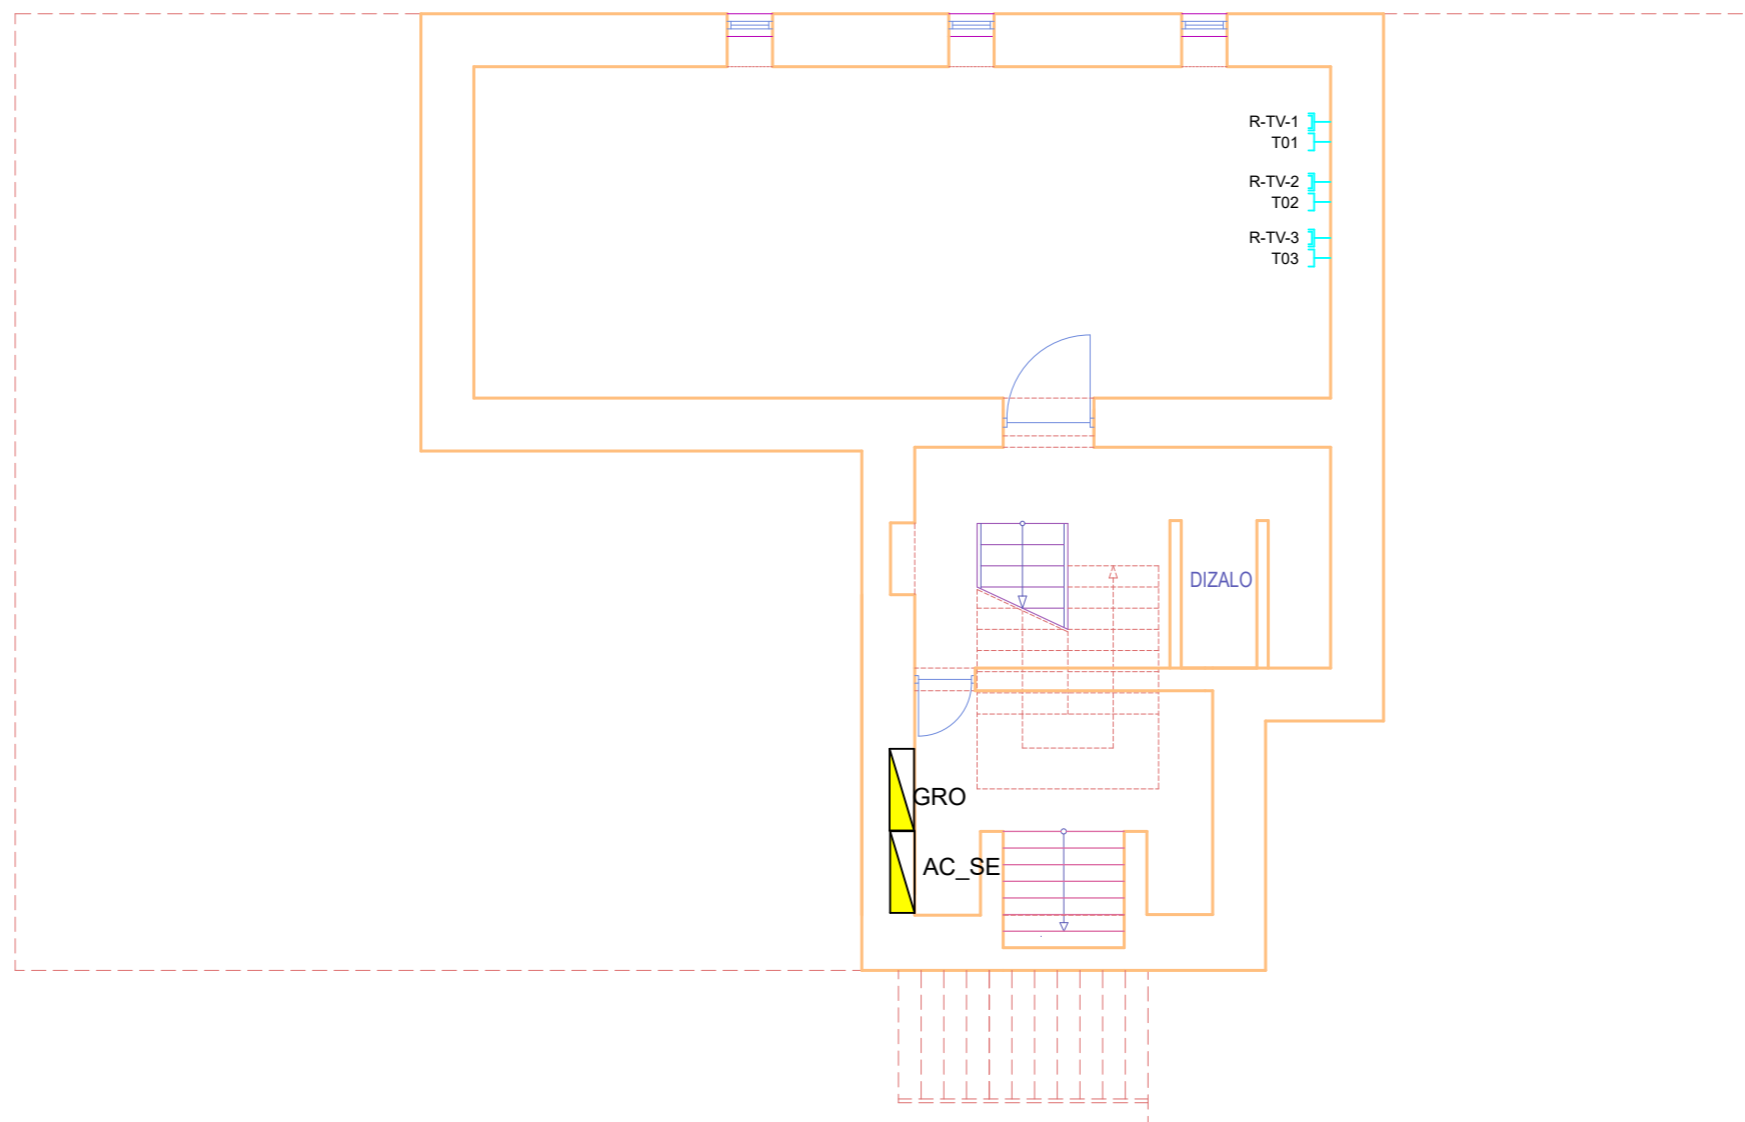 R-TV-1
T01
R-TV-2
T02
R-TV-3
T03
DIZALO
GRO
AC_SE